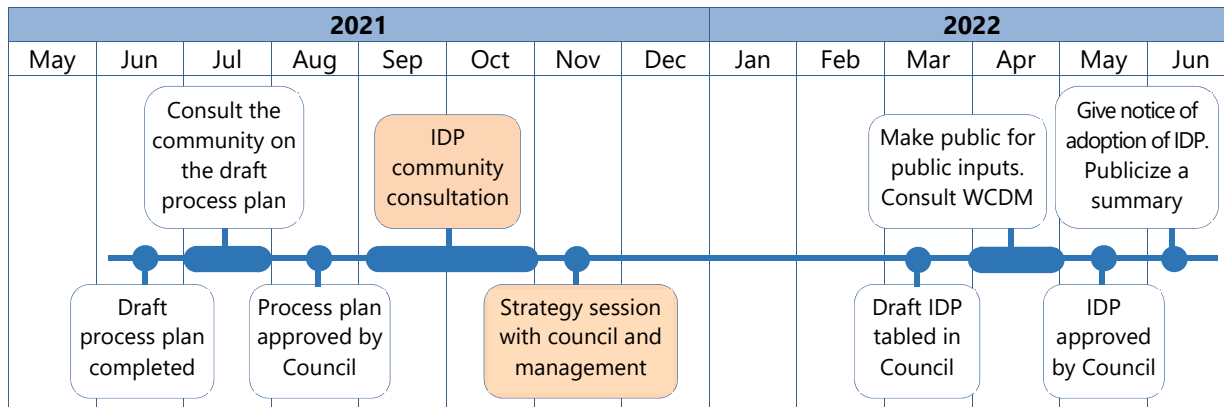 2021
2022
May
Jun
Jul
Aug
Sep
Oct
Nov
Dec
Jan
Feb
Mar
Apr
May
Jun
Consult the
community on
the draft
process plan
IDP
community
consultation
Make public for
public inputs.
Consult WCDM
Give notice of
adoption of IDP.
Publicize a
summary
Draft
process plan
completed
Process plan
approved by
Council
Strategy session
with council and
management
Draft IDP
tabled in
Council
IDP
approved
by Council